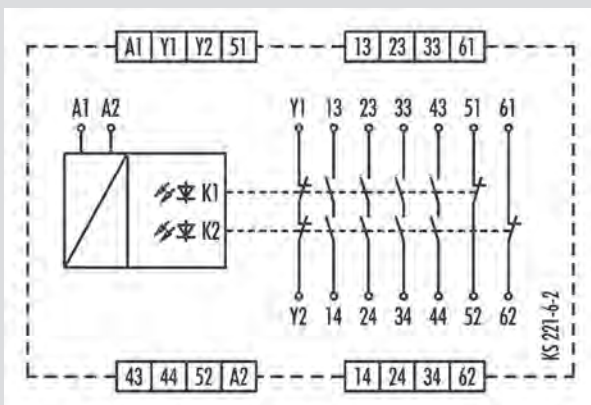 A1 Y1 Y2 51 13 23 33 61
A1 A2 Y1 13 23 33 43 51 61
K1
K2
Y2 14 24 34 44 52 62
KS 221-6-2
43 44 52 A2 14 24 34 62